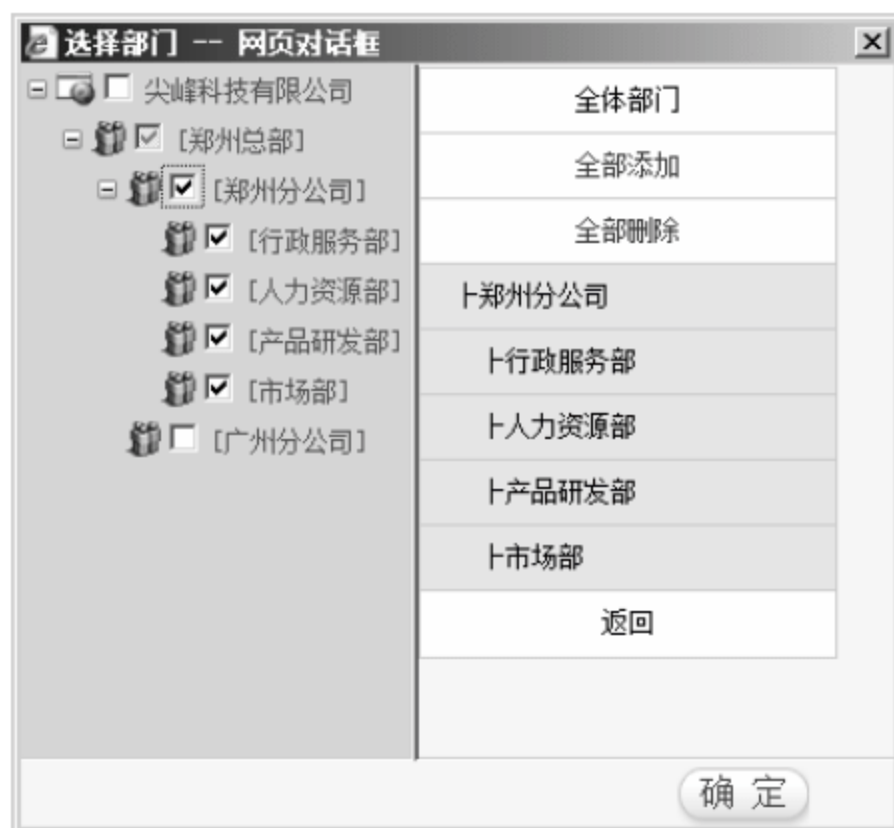 选择部门 -- 网页对话框
尖峰科技有限公司
[郑州总部]
[郑州分公司]
[行政服务部]
[人力资源部]
[产品研发部]
[市场部]
[广州分公司]
全体部门
全部添加
全部删除
├郑州分公司
├行政服务部
├人力资源部
├产品研发部
├市场部
返回
确 定